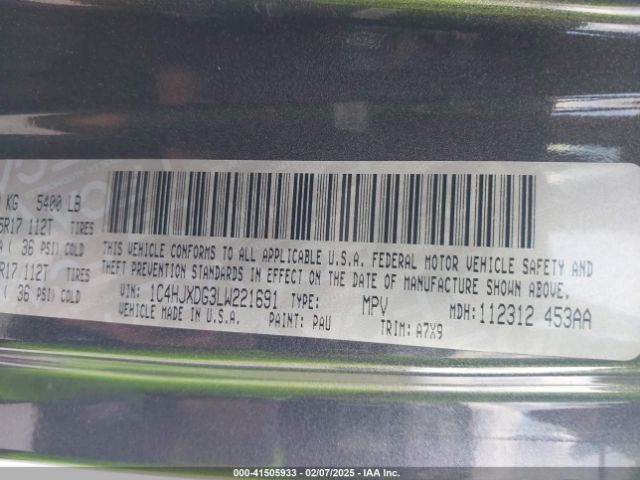 KG 5400 LB
5R17 112T TIRES
( 36 PSI) COLD
R17 112T TIRES
( 36 PSI) COLD
THIS VEHICLE CONFORMS TO ALL APPLICABLE U.S.A. FEDERAL MOTOR VEHICLE SAFETY AND
THEFT PREVENTION STANDARDS IN EFFECT ON THE DATE OF MANUFACTURE SHOWN ABOVE.
VIN: 1C4HJXDG3LW221691 TYPE: MPV MDH: 112312 453AA
VEHICLE MADE IN U.S.A. PAINT: PAU TRIM: A7X9
000-41505933 — 02/07/2025 — IAA Inc.